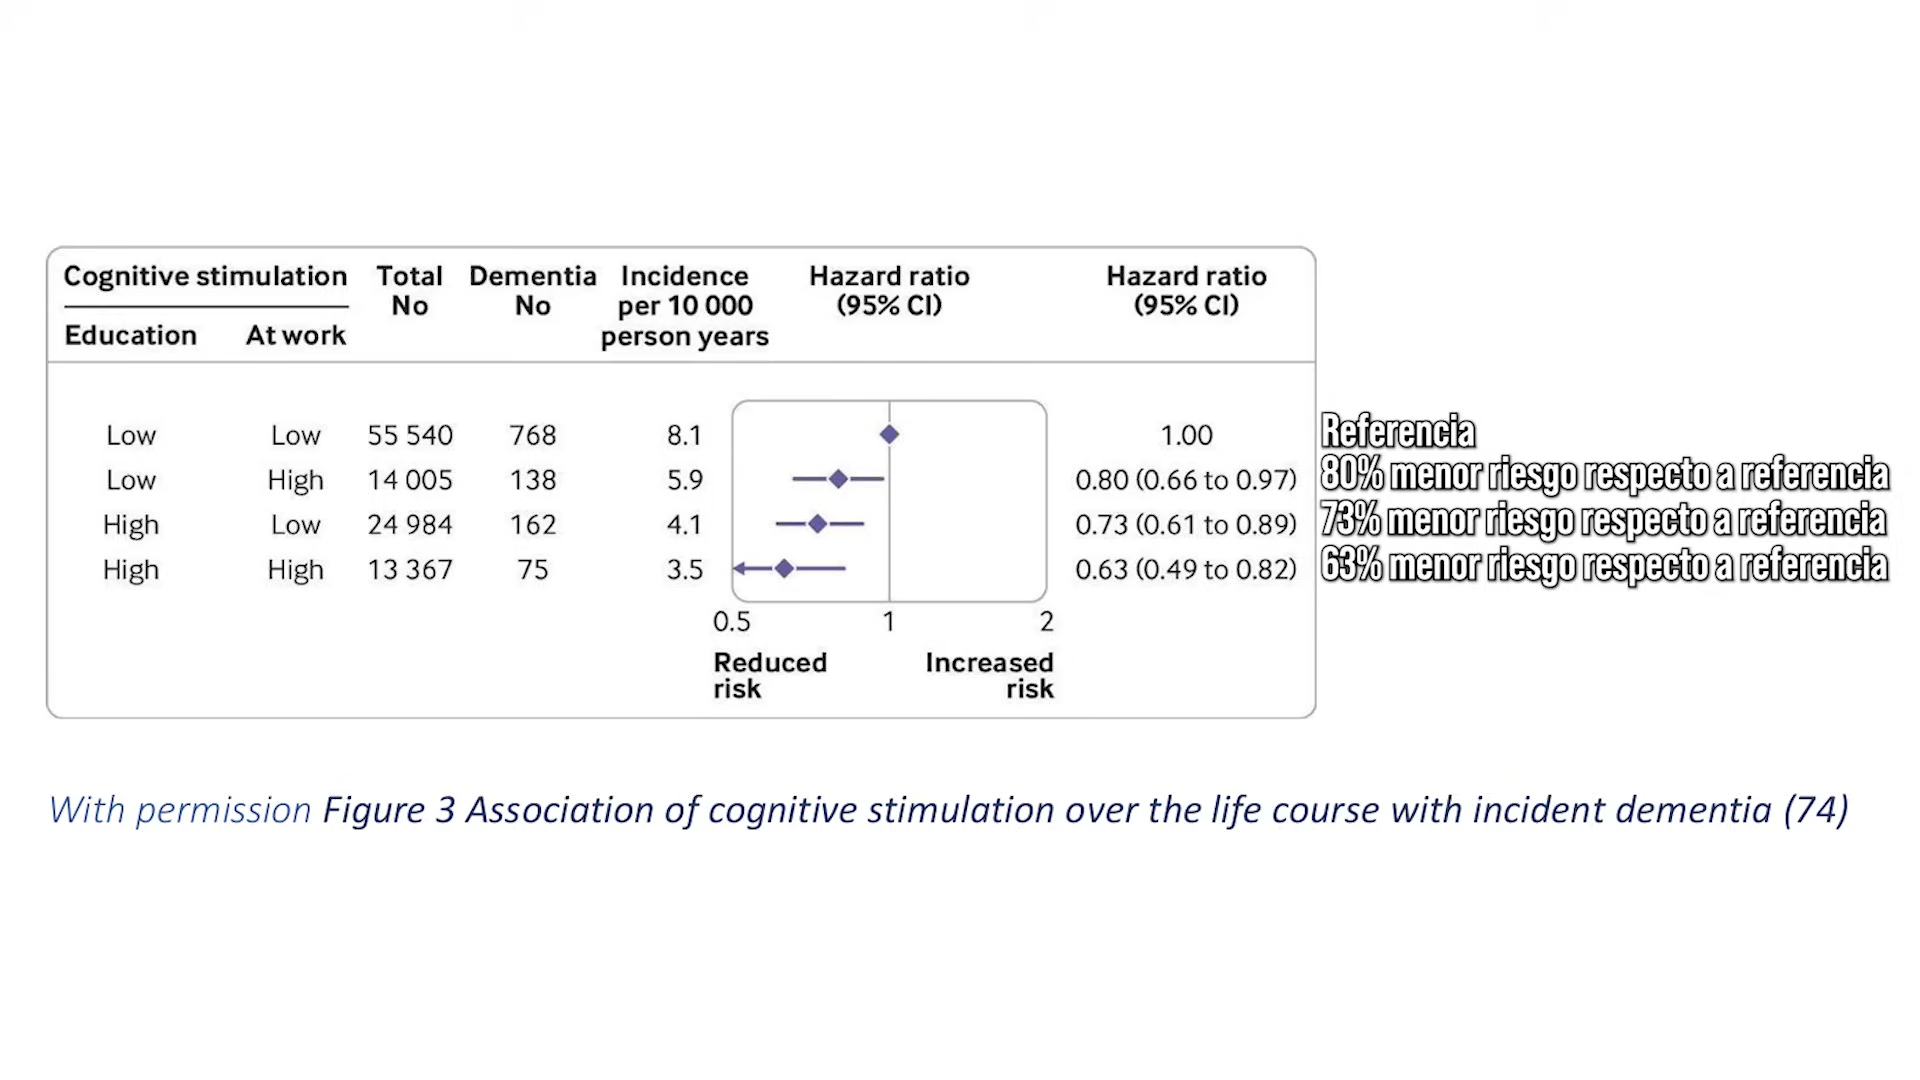 Cognitive stimulation Total Dementia Incidence Hazard ratio Hazard ratio
No No per 10 000 (95% CI) (95% CI)
Education At work person years
Low Low 55 540 768 8.1 1.00 Referencia
Low High 14 005 138 5.9 0.80 (0.66 to 0.97) 80% menor riesgo respecto a referencia
High Low 24 984 162 4.1 0.73 (0.61 to 0.89) 73% menor riesgo respecto a referencia
High High 13 367 75 3.5 0.63 (0.49 to 0.82) 63% menor riesgo respecto a referencia
0.5 1 2
Reduced Increased
risk risk
With permission Figure 3 Association of cognitive stimulation over the life course with incident dementia (74)